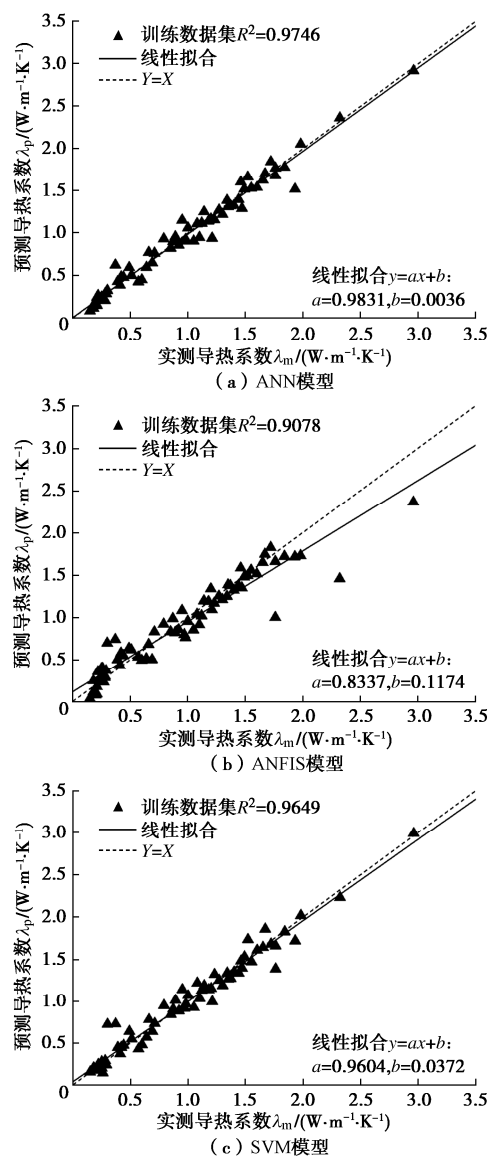 3.5
▲ 训练数据集R²=0.9746
线性拟合
3.0
Y=X
2.5
2.0
1.5
1.0
0.5
0
预测导热系数λp/(W·m⁻¹·K⁻¹)
线性拟合y=ax+b:
a=0.9831,b=0.0036
0.5 1.0 1.5 2.0 2.5 3.0 3.5
实测导热系数λm/(W·m⁻¹·K⁻¹)
(a) ANN模型
3.5
▲ 训练数据集R²=0.9078
线性拟合
3.0
Y=X
2.5
2.0
1.5
1.0
0.5
0
预测导热系数λp/(W·m⁻¹·K⁻¹)
线性拟合y=ax+b:
a=0.8337,b=0.1174
0.5 1.0 1.5 2.0 2.5 3.0 3.5
实测导热系数λm/(W·m⁻¹·K⁻¹)
(b) ANFIS模型
3.5
▲ 训练数据集R²=0.9649
线性拟合
3.0
Y=X
2.5
2.0
1.5
1.0
0.5
0
预测导热系数λp/(W·m⁻¹·K⁻¹)
线性拟合y=ax+b:
a=0.9604,b=0.0372
0.5 1.0 1.5 2.0 2.5 3.0 3.5
实测导热系数λm/(W·m⁻¹·K⁻¹)
(c) SVM模型